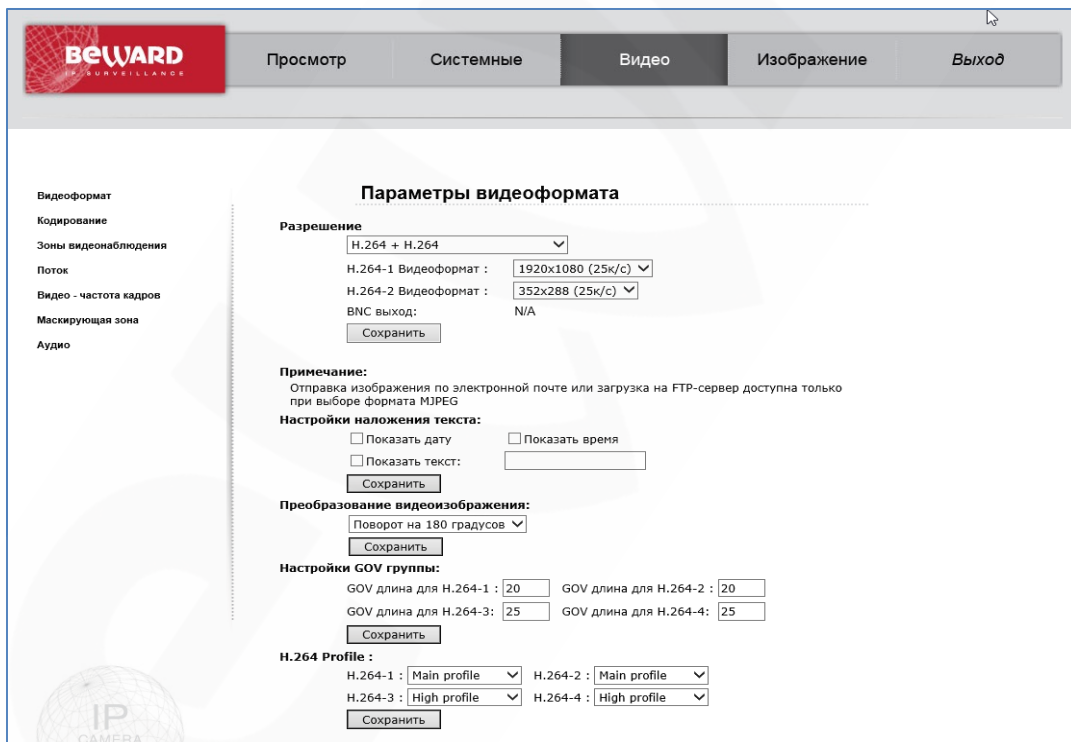 BEWARD
IP SURVEILLANCE
Просмотр
Системные
Видео
Изображение
Выход
Видеоформат
Кодирование
Зоны видеонаблюдения
Поток
Видео - частота кадров
Маскирующая зона
Аудио
Параметры видеоформата
Разрешение
H.264 + H.264
H.264-1 Видеоформат : 1920x1080 (25к/с)
H.264-2 Видеоформат : 352x288 (25к/с)
BNC выход: N/A
Сохранить
Примечание:
Отправка изображения по электронной почте или загрузка на FTP-сервер доступна только
при выборе формата MJPEG
Настройки наложения текста:
Показать дату Показать время
Показать текст:
Сохранить
Преобразование видеоизображения:
Поворот на 180 градусов
Сохранить
Настройки GOV группы:
GOV длина для H.264-1 : 20 GOV длина для H.264-2 : 20
GOV длина для H.264-3: 25 GOV длина для H.264-4: 25
Сохранить
H.264 Profile :
H.264-1 : Main profile H.264-2 : Main profile
H.264-3 : High profile H.264-4 : High profile
Сохранить
IP
CAMERA